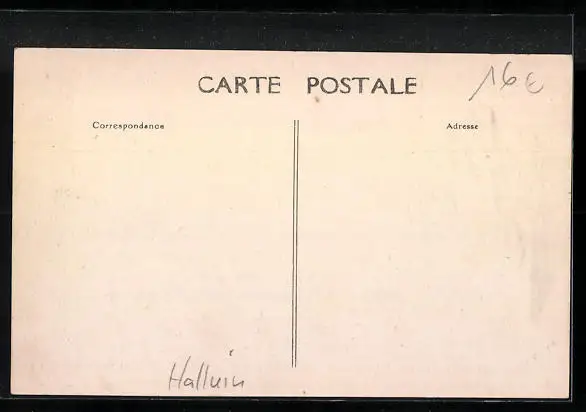 CARTE POSTALE
16€
Correspondance
Adresse
Halluin